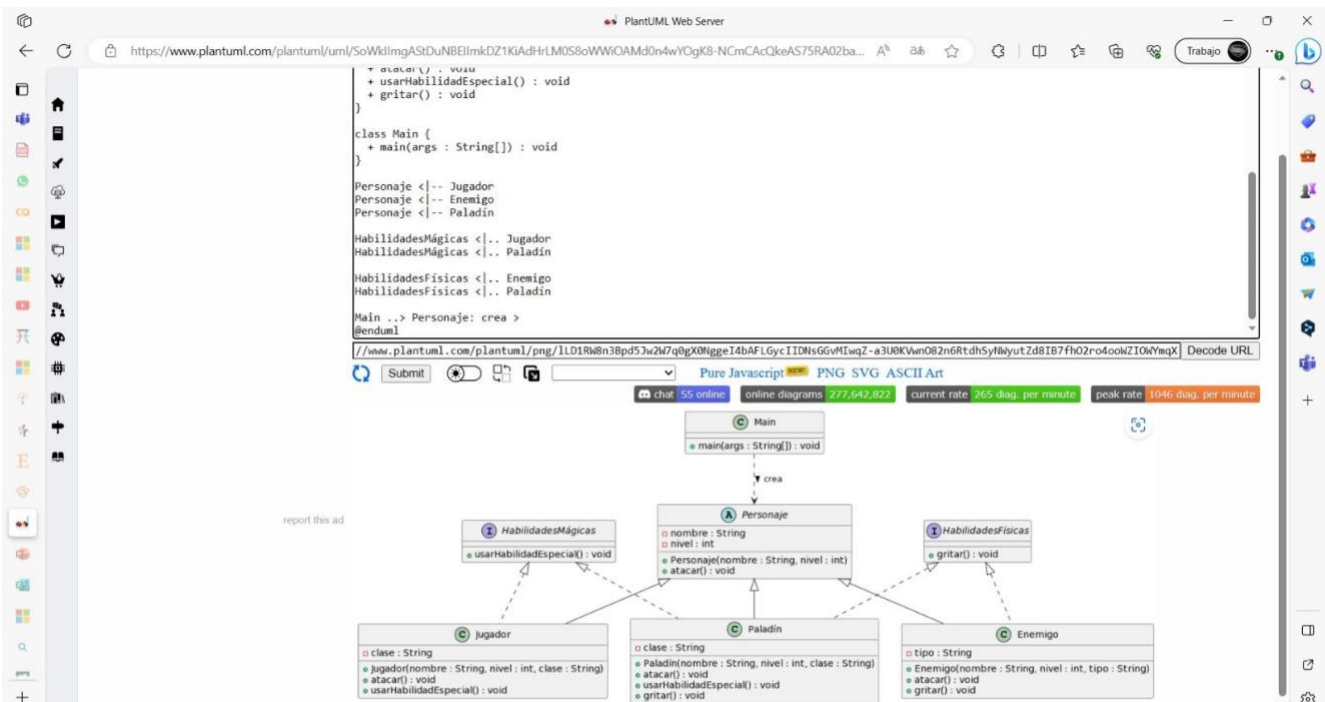 PlantUML Web Server
https://www.plantuml.com/plantuml/uml/SoWkIImgAStDuNBEIImkDZ1KiAdHrLM0S8oWWiOAMd0n4wYOgK8-NCmCAcQkeAS75RA02ba...
Trabajo
+ atacar() : void
+ usarHabilidadEspecial() : void
+ gritar() : void
}
class Main {
+ main(args : String[]) : void
}
Personaje <|-- Jugador
Personaje <|-- Enemigo
Personaje <|-- Paladín
HabilidadesMágicas <|.. Jugador
HabilidadesMágicas <|.. Paladín
HabilidadesFísicas <|.. Enemigo
HabilidadesFísicas <|.. Paladín
Main ..> Personaje: crea >
@enduml
Decode URL
Submit
Pure Javascript NEW! PNG SVG ASCII Art
chat 55 online online diagrams 277,642,822 current rate 265 diag. per minute peak rate 1046 diag. per minute
C Main
main(args : String[]) : void
crea
report this ad
I HabilidadesMágicas
usarHabilidadEspecial() : void
A Personaje
nombre : String
nivel : int
Personaje(nombre : String, nivel : int)
atacar() : void
I HabilidadesFísicas
gritar() : void
C Jugador
clase : String
Jugador(nombre : String, nivel : int, clase : String)
atacar() : void
usarHabilidadEspecial() : void
C Paladín
clase : String
Paladín(nombre : String, nivel : int, clase : String)
atacar() : void
usarHabilidadEspecial() : void
gritar() : void
C Enemigo
tipo : String
Enemigo(nombre : String, nivel : int, tipo : String)
atacar() : void
gritar() : void